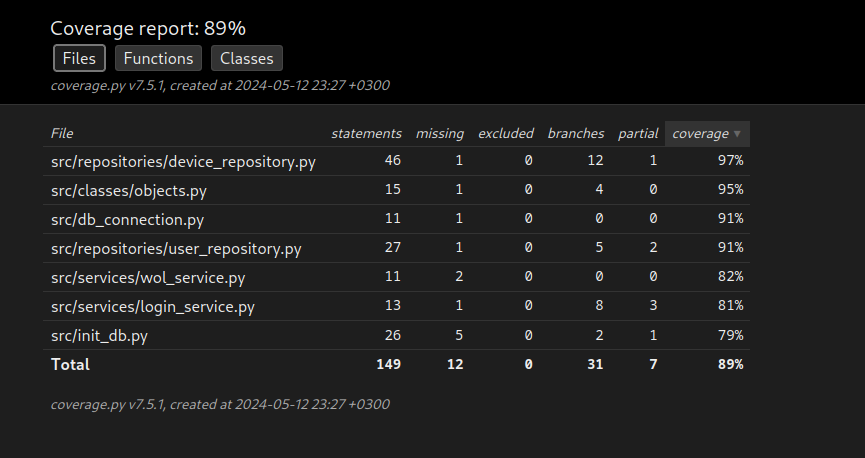 Coverage report: 89%
Files Functions Classes
coverage.py v7.5.1, created at 2024-05-12 23:27 +0300
File statements missing excluded branches partial coverage ▼
src/repositories/device_repository.py 46 1 0 12 1 97%
src/classes/objects.py 15 1 0 4 0 95%
src/db_connection.py 11 1 0 0 0 91%
src/repositories/user_repository.py 27 1 0 5 2 91%
src/services/wol_service.py 11 2 0 0 0 82%
src/services/login_service.py 13 1 0 8 3 81%
src/init_db.py 26 5 0 2 1 79%
Total 149 12 0 31 7 89%
coverage.py v7.5.1, created at 2024-05-12 23:27 +0300